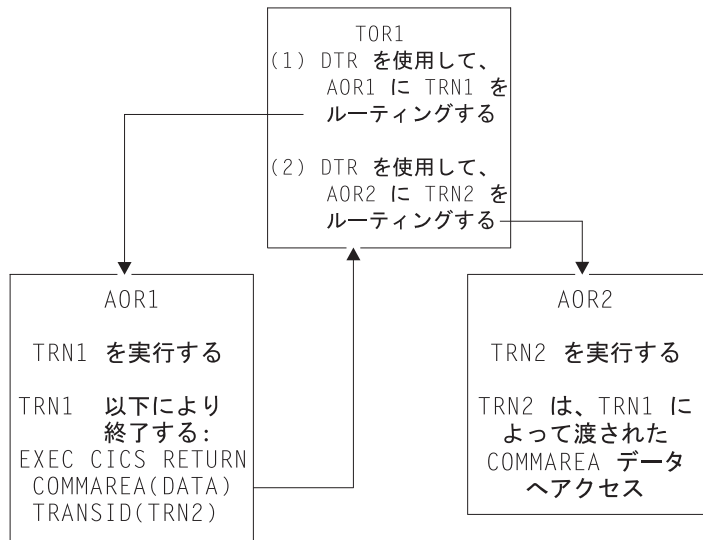 TOR1
(1) DTR を使用して、
AOR1 に TRN1 を
ルーティングする
(2) DTR を使用して、
AOR2 に TRN2 を
ルーティングする
AOR1
TRN1 を実行する
TRN1 以下により
終了する:
EXEC CICS RETURN
COMMAREA(DATA)
TRANSID(TRN2)
AOR2
TRN2 を実行する
TRN2 は、TRN1 に
よって渡された
COMMAREA データ
へアクセス